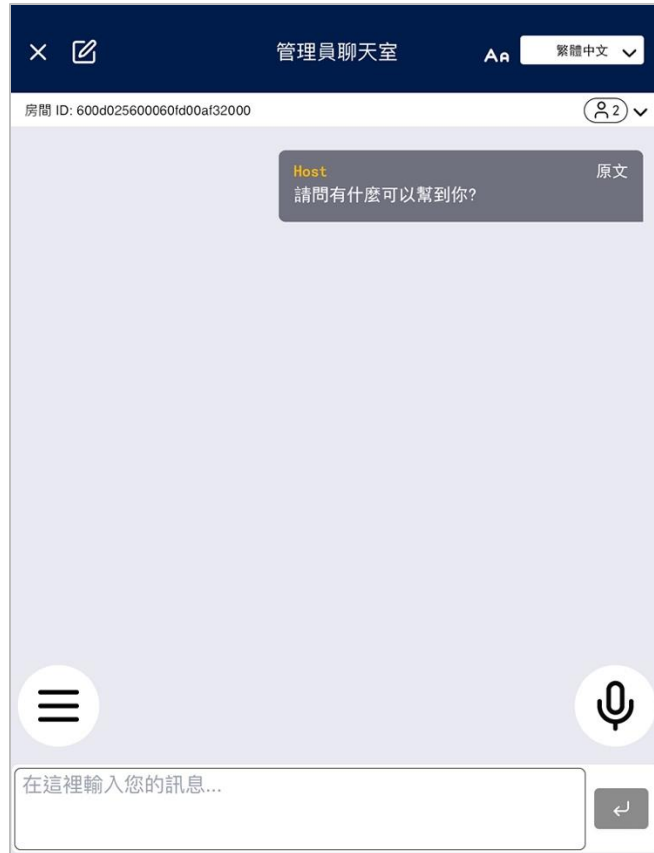 管理員聊天室
AA
繁體中文
房間 ID: 600d025600060fd00af32000
2
Host
原文
請問有什麼可以幫到你?
在這裡輸入您的訊息...